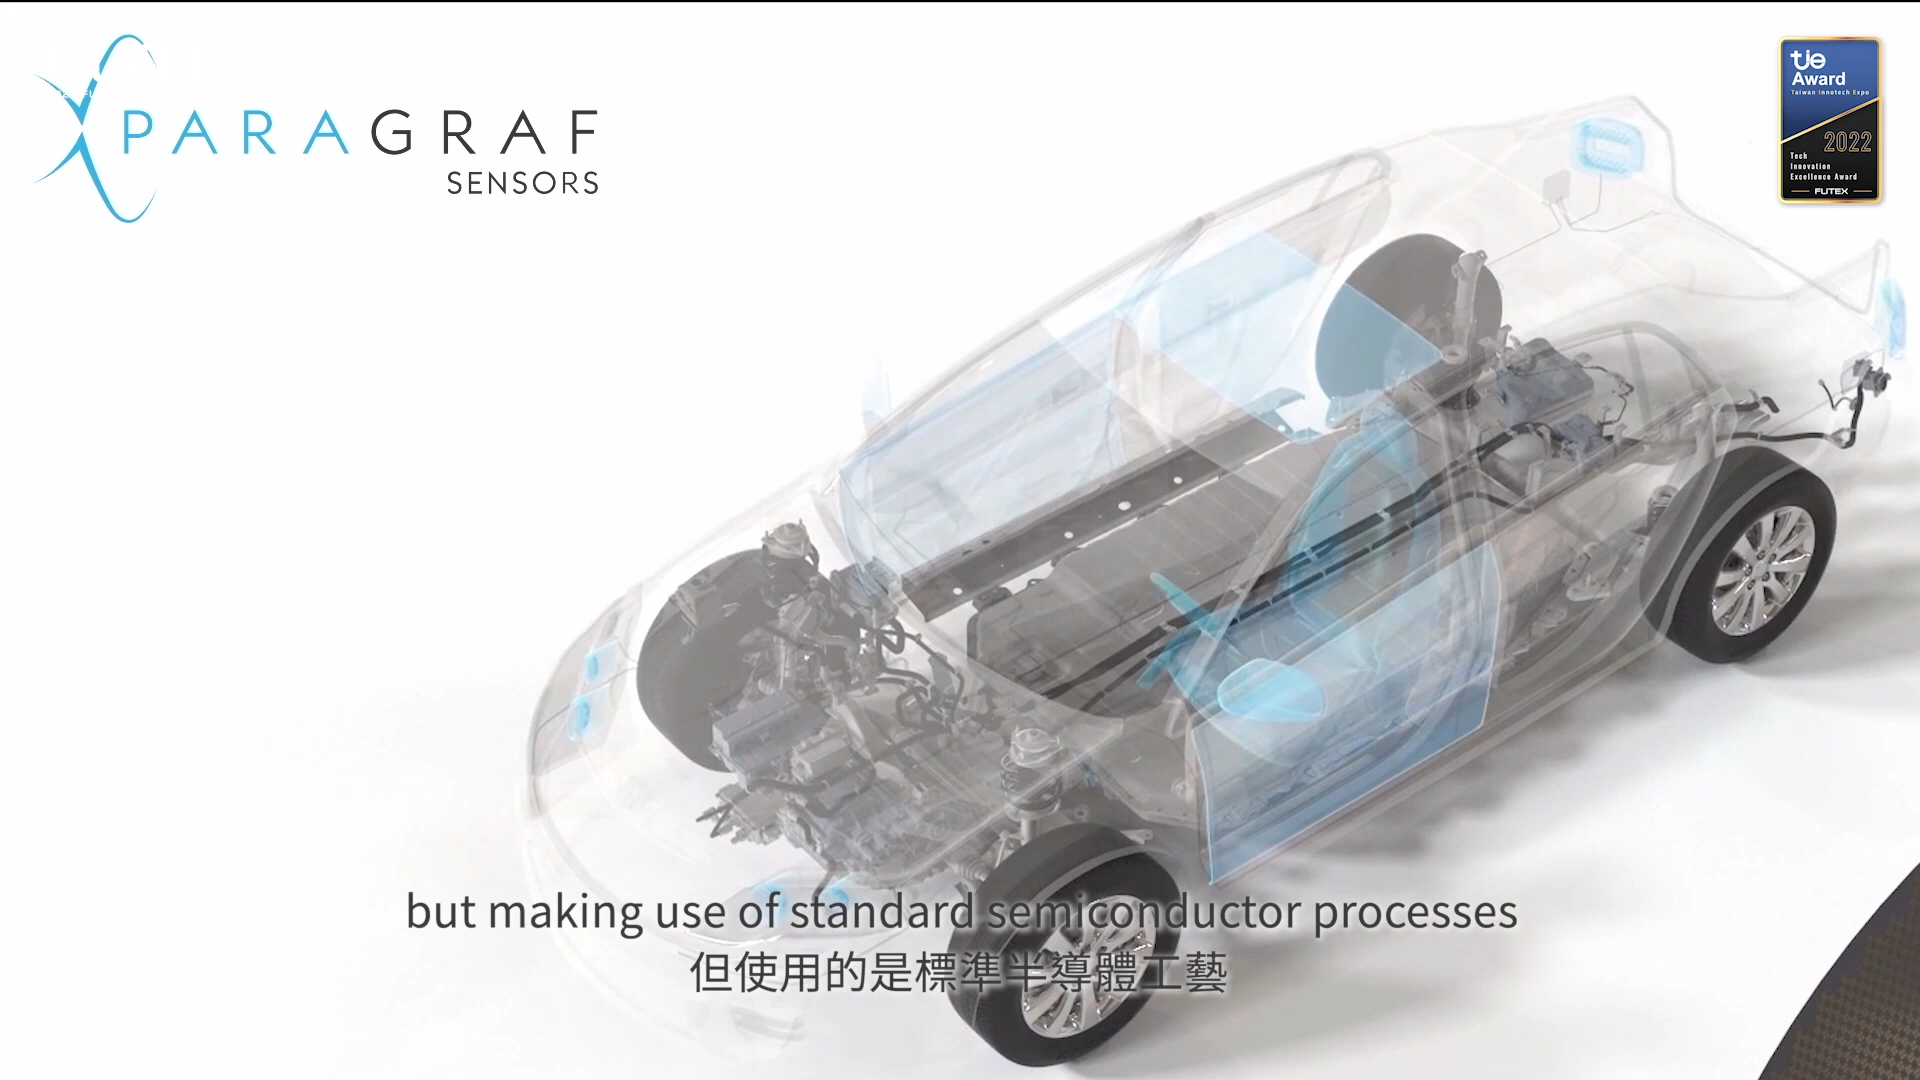 PARAGRAF
SENSORS
tie
Award
Taiwan Innotech Expo
2022
Tech
Innovation
Excellence Award
FUTEX
but making use of standard semiconductor processes
但使用的是標準半導體工藝